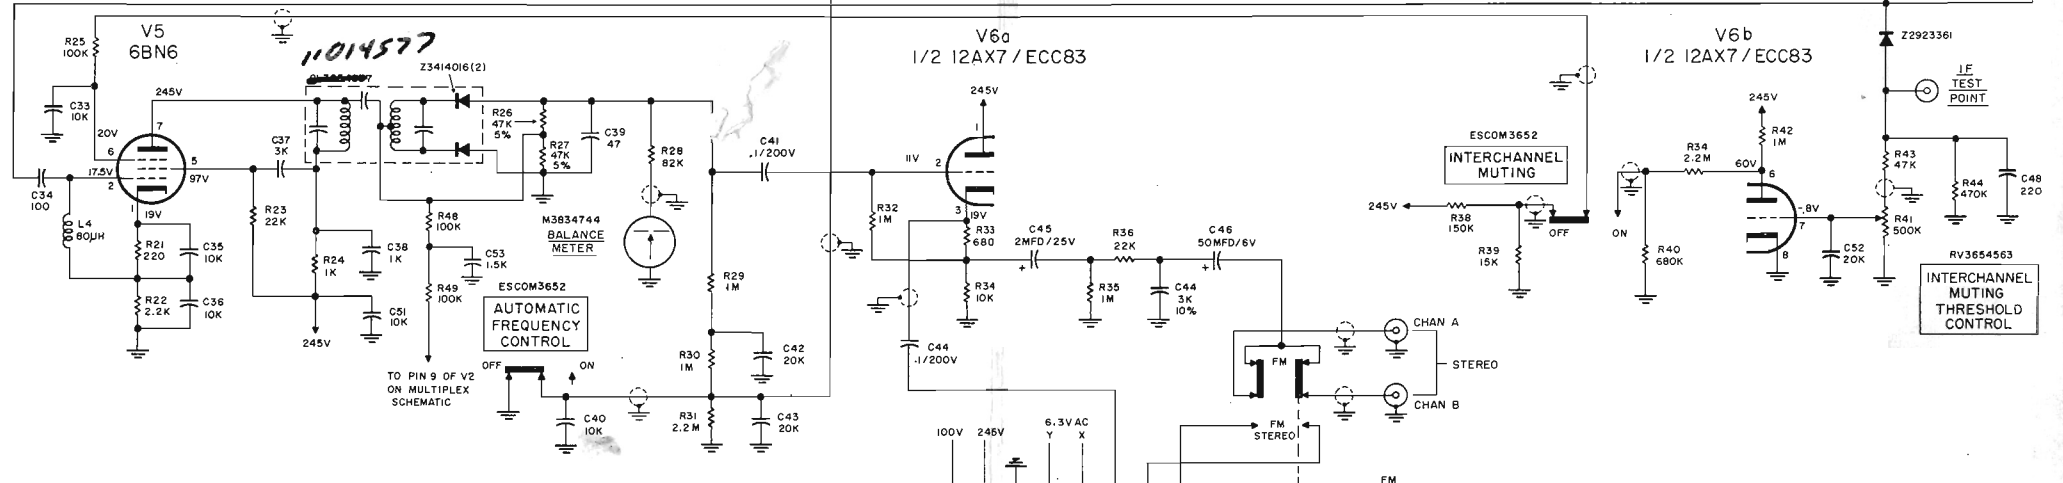 V5
6BN6
R25
100K
11014577
Z3414016(2)
C33
10K
245V
7
20V
6
17.5V
2
5
97V
1
19V
C34
100
L4
80µH
R21
220
C35
10K
R22
2.2K
C36
10K
C37
3K
R23
22K
R24
1K
C38
1K
C51
10K
245V
R26
47K
5%
R27
47K
5%
C39
47
R28
82K
R48
100K
C53
1.5K
R49
100K
TO PIN 9 OF V2
ON MULTIPLEX
SCHEMATIC
M3834744
BALANCE
METER
ESCOM3652
AUTOMATIC
FREQUENCY
CONTROL
OFF
ON
C40
10K
C41
.1/200V
R29
1M
R30
1M
C42
20K
R31
2.2M
C43
20K
V6a
1/2 12AX7/ECC83
245V
1
11V
2
3
19V
R32
1M
R33
680
R34
10K
C45
2MFD/25V
+
R36
22K
C46
50MFD/6V
+
R35
1M
C44
3K
10%
C44
.1/200V
100V
245V
6.3VAC
Y
X
FM
FM
STEREO
CHAN A
STEREO
CHAN B
FM
ESCOM3652
INTERCHANNEL
MUTING
245V
R38
150K
R39
15K
OFF
ON
V6b
1/2 12AX7/ECC83
245V
R42
1M
R34
2.2M
60V
6
-.8V
7
8
R40
680K
C52
20K
Z2923361
IF
TEST
POINT
R43
47K
R44
470K
C48
220
R41
500K
RV3654563
INTERCHANNEL
MUTING
THRESHOLD
CONTROL